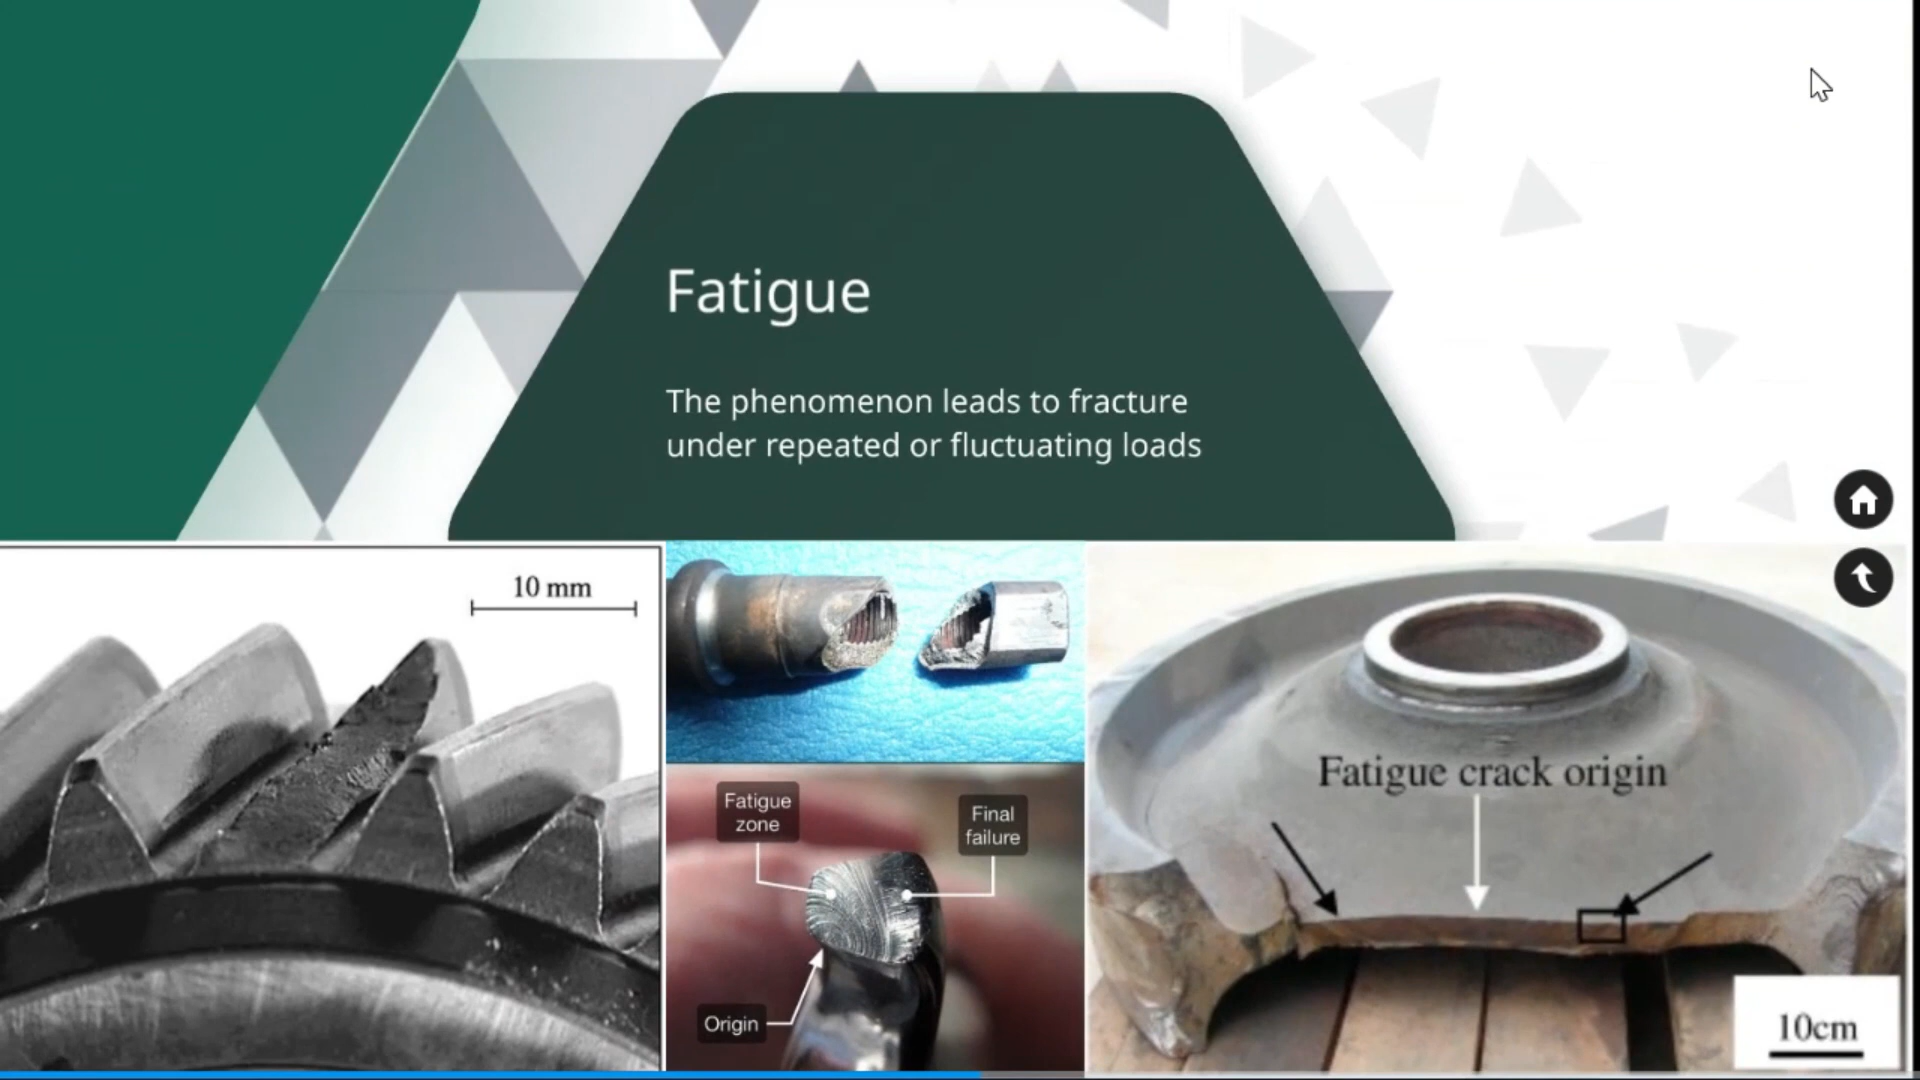 Fatigue
The phenomenon leads to fracture
under repeated or fluctuating loads
10 mm
Fatigue
zone
Final
failure
Origin
Fatigue crack origin
10cm